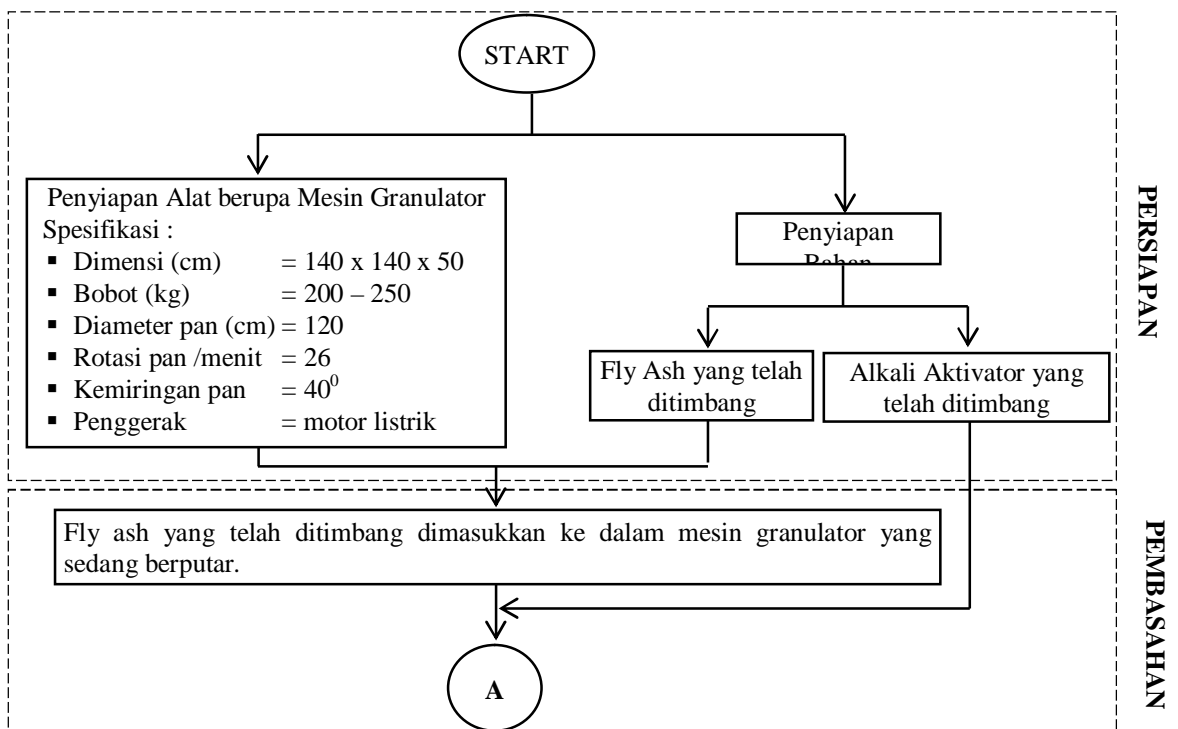 START
Penyiapan Alat berupa Mesin Granulator
Spesifikasi :
▪ Dimensi (cm) = 140 x 140 x 50
▪ Bobot (kg) = 200 – 250
▪ Diameter pan (cm) = 120
▪ Rotasi pan /menit = 26
▪ Kemiringan pan = 40⁰
▪ Penggerak = motor listrik
Penyiapan
Bahan
Fly Ash yang telah
ditimbang
Alkali Aktivator yang
telah ditimbang
PERSIAPAN
Fly ash yang telah ditimbang dimasukkan ke dalam mesin granulator yang
sedang berputar.
A
PEMBASAHAN